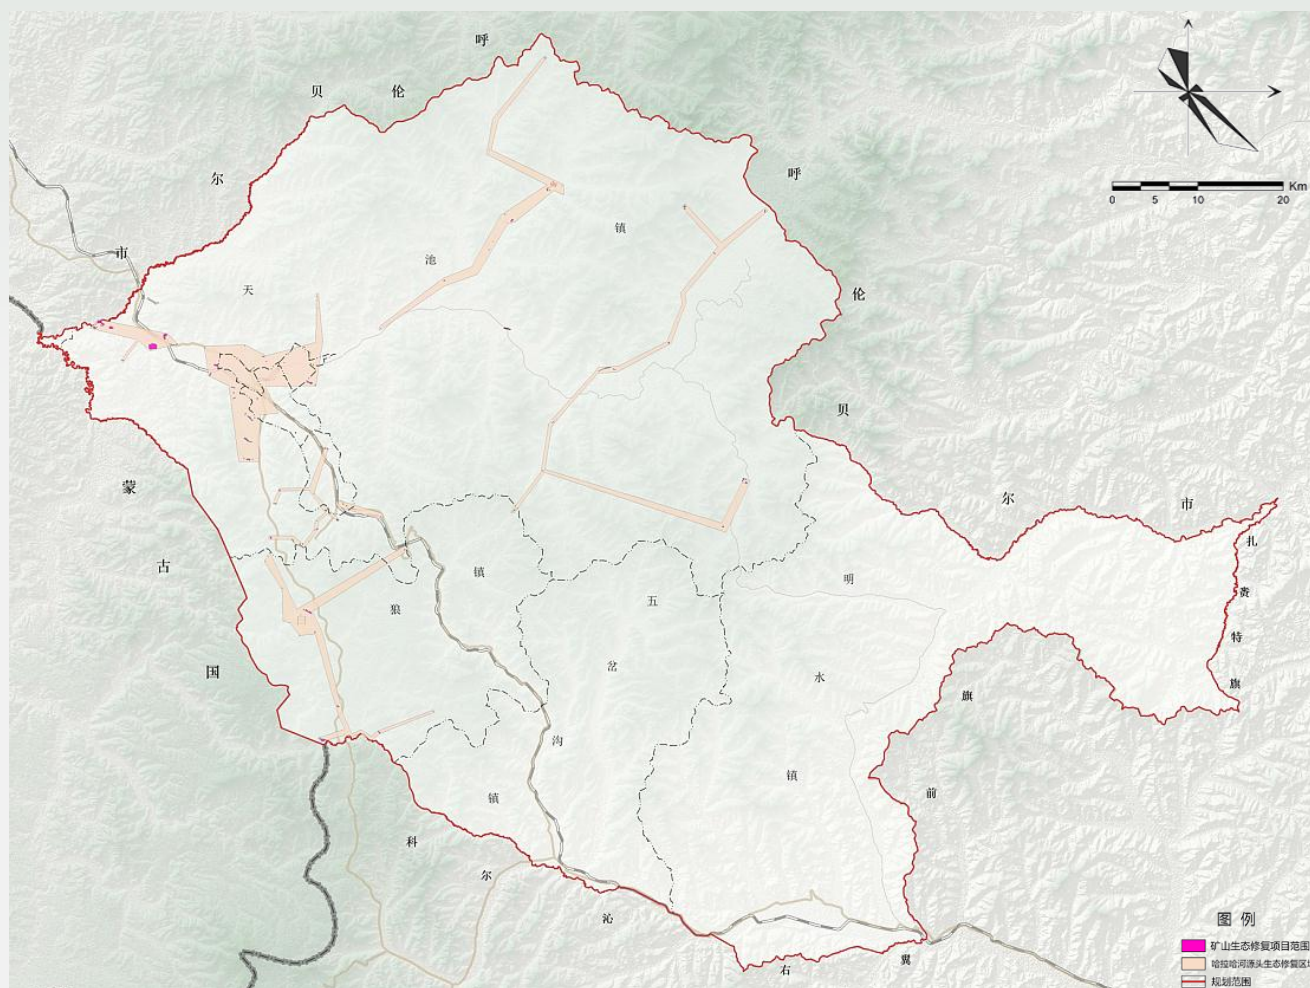 呼
伦
贝
尔
市
呼
伦
贝
尔
市
扎
赉
特
旗
蒙
古
国
科
尔
沁
右
翼
前
旗
天
池
镇
白
狼
镇
五
岔
沟
镇
明
水
镇
0 5 10 20 Km
图 例
矿山生态修复项目范围
哈拉哈河源头生态修复区
规划范围